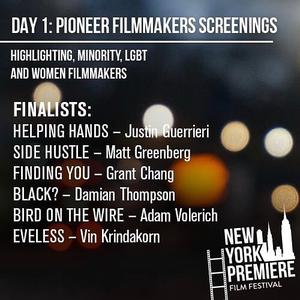 DAY 1: PIONEER FILMMAKERS SCREENINGS
HIGHLIGHTING, MINORITY, LGBT
AND WOMEN FILMMAKERS
FINALISTS:
HELPING HANDS – Justin Guerrieri
SIDE HUSTLE – Matt Greenberg
FINDING YOU – Grant Chang
BLACK? – Damian Thompson
BIRD ON THE WIRE – Adam Volerich
EVELESS – Vin Krindakorn
NEW
YORK
PREMIERE
FILM FESTIVAL